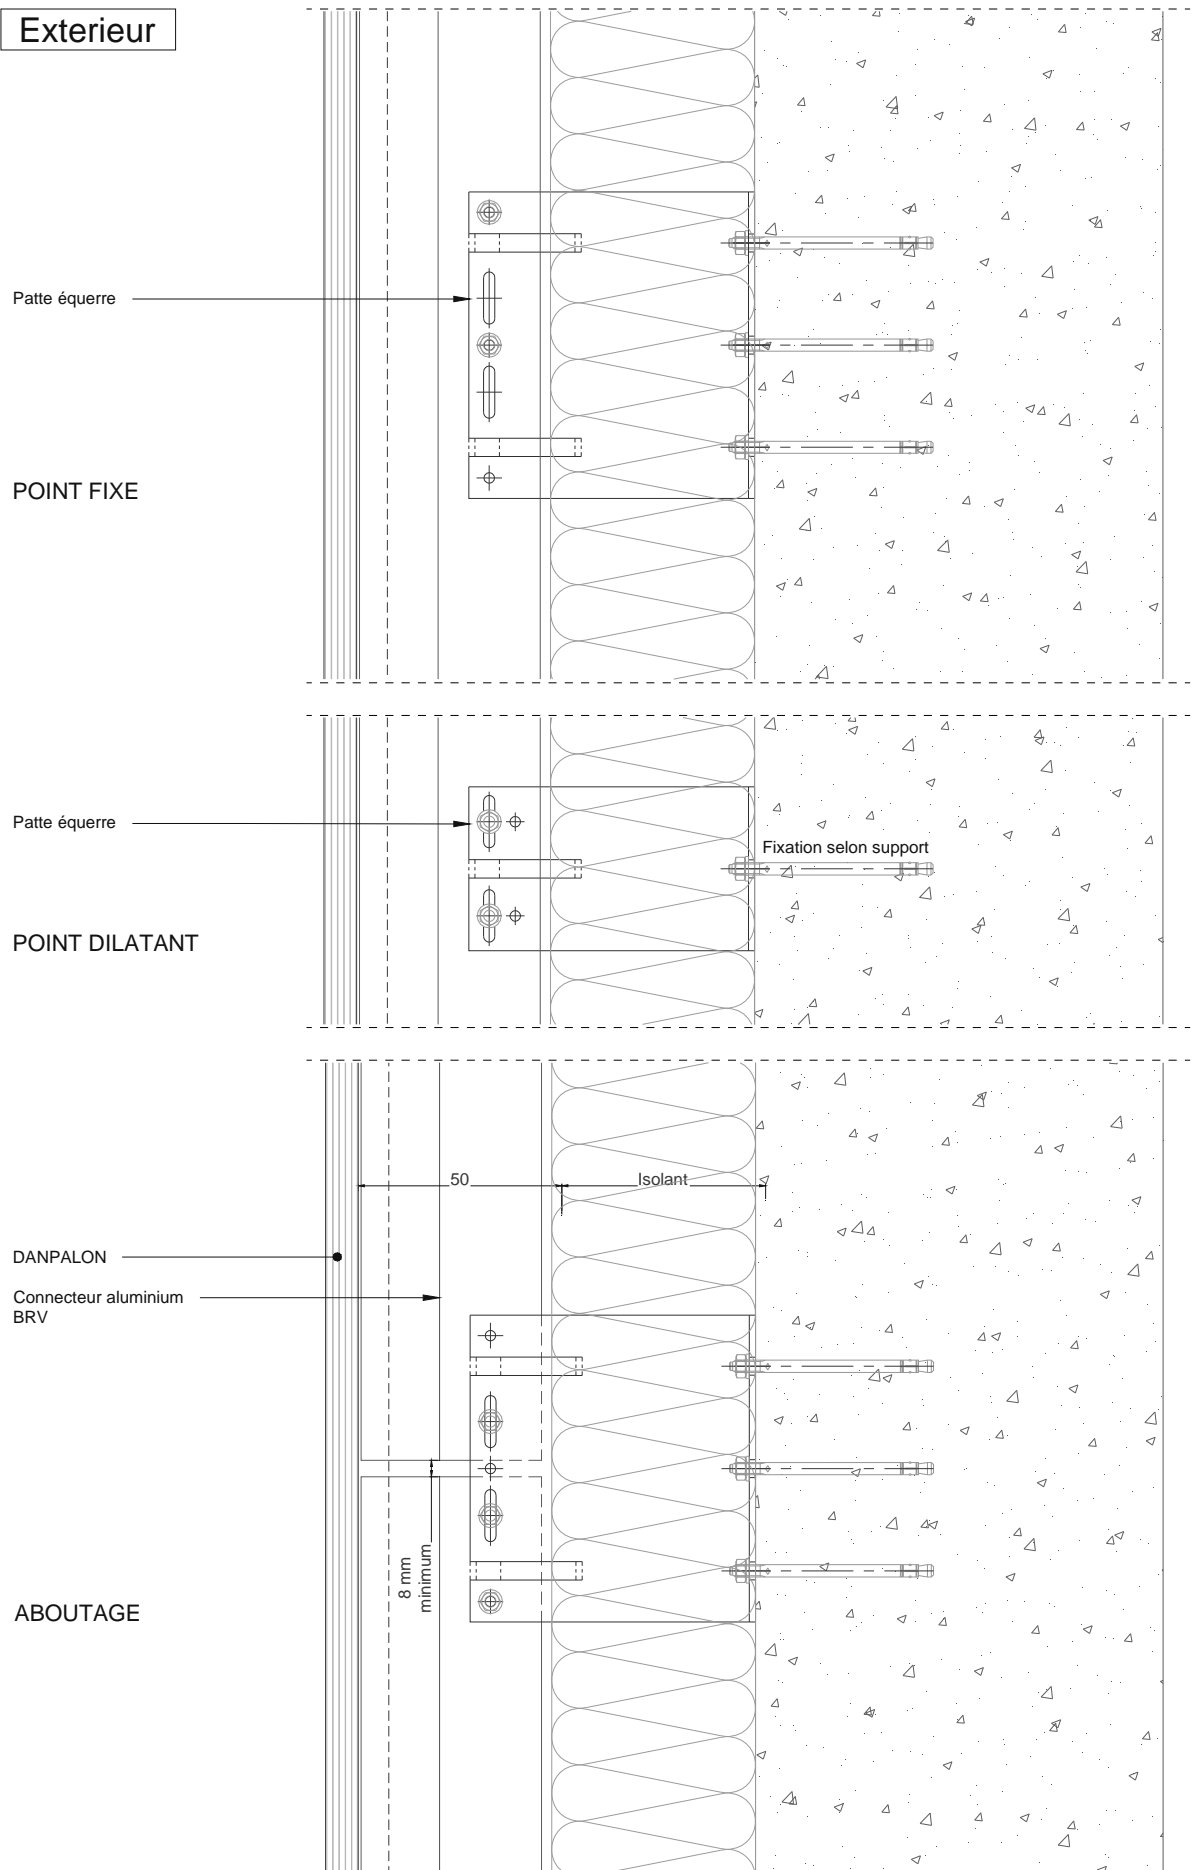 Exterieur
Patte équerre
POINT FIXE
Patte équerre
Fixation selon support
POINT DILATANT
50
Isolant
DANPALON
Connecteur aluminium
BRV
8 mm
minimum
ABOUTAGE